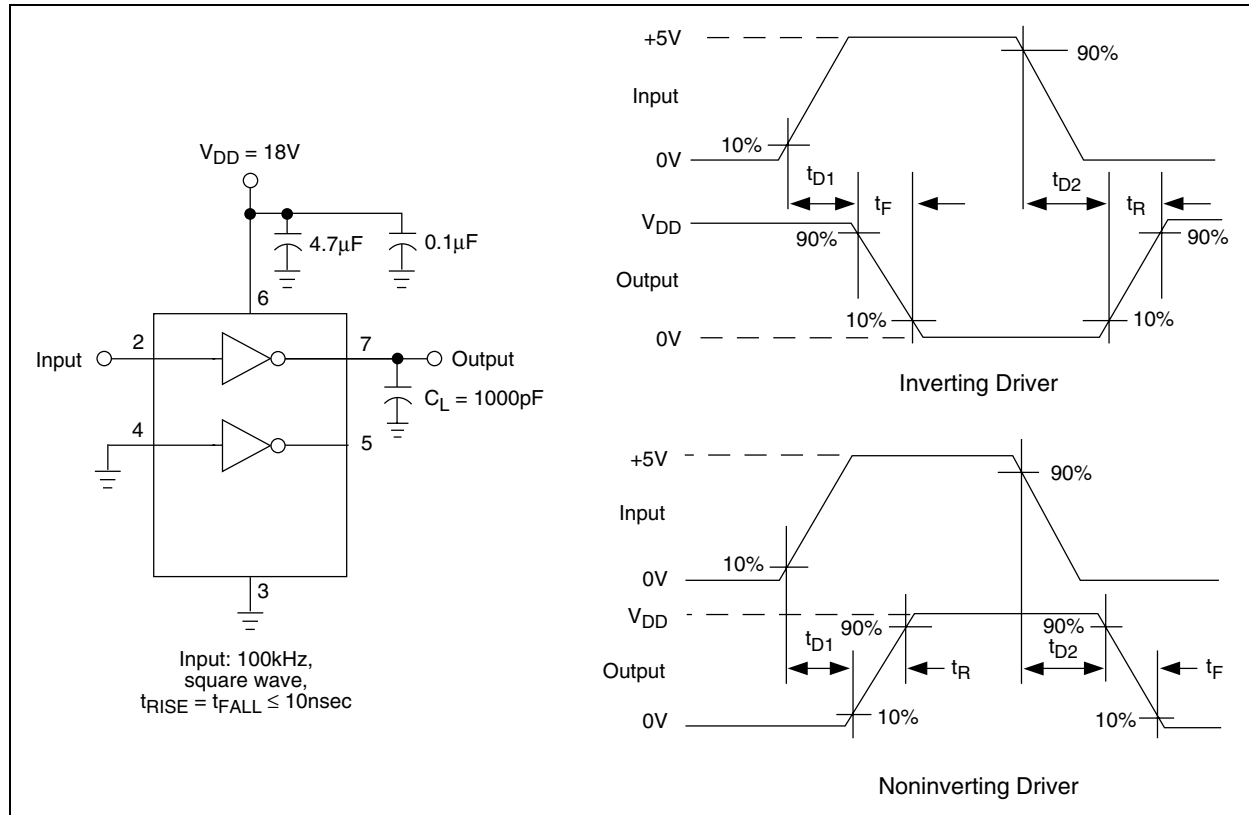 V_DD = 18V
4.7μF
0.1μF
6
Input
2
7
Output
C_L = 1000pF
4
5
3
Input: 100kHz,
square wave,
t_RISE = t_FALL ≤ 10nsec
+5V
90%
Input
10%
0V
t_D1
t_F
t_D2
t_R
V_DD
90%
90%
Output
10%
10%
0V
Inverting Driver
+5V
90%
Input
10%
0V
V_DD
90%
90%
t_D1
t_D2
Output
t_R
t_F
0V
10%
10%
Noninverting Driver